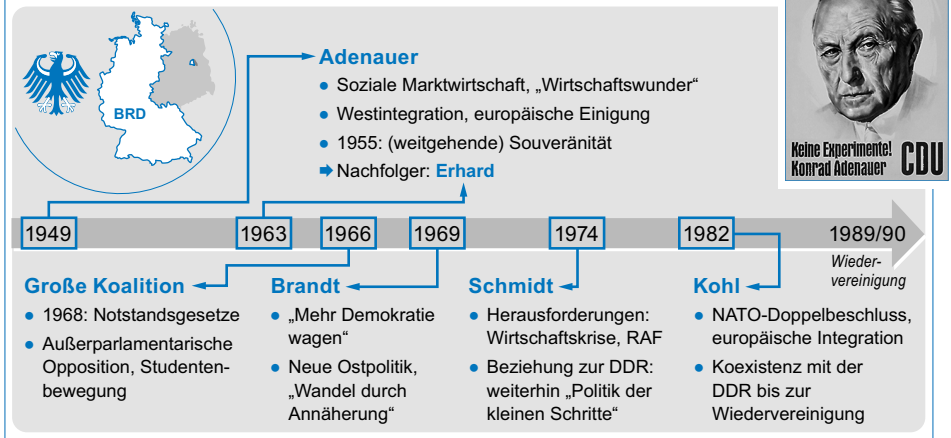 BRD
Adenauer
• Soziale Marktwirtschaft, „Wirtschaftswunder“
• Westintegration, europäische Einigung
• 1955: (weitgehende) Souveränität
➡ Nachfolger: Erhard
Keine Experimente!
Konrad Adenauer CDU
1949 1963 1966 1969 1974 1982 1989/90
Wieder-
vereinigung
Große Koalition
• 1968: Notstandsgesetze
• Außerparlamentarische
Opposition, Studenten-
bewegung
Brandt
• „Mehr Demokratie
wagen“
• Neue Ostpolitik,
„Wandel durch
Annäherung“
Schmidt
• Herausforderungen:
Wirtschaftskrise, RAF
• Beziehung zur DDR:
weiterhin „Politik der
kleinen Schritte“
Kohl
• NATO-Doppelbeschluss,
europäische Integration
• Koexistenz mit der
DDR bis zur
Wiedervereinigung